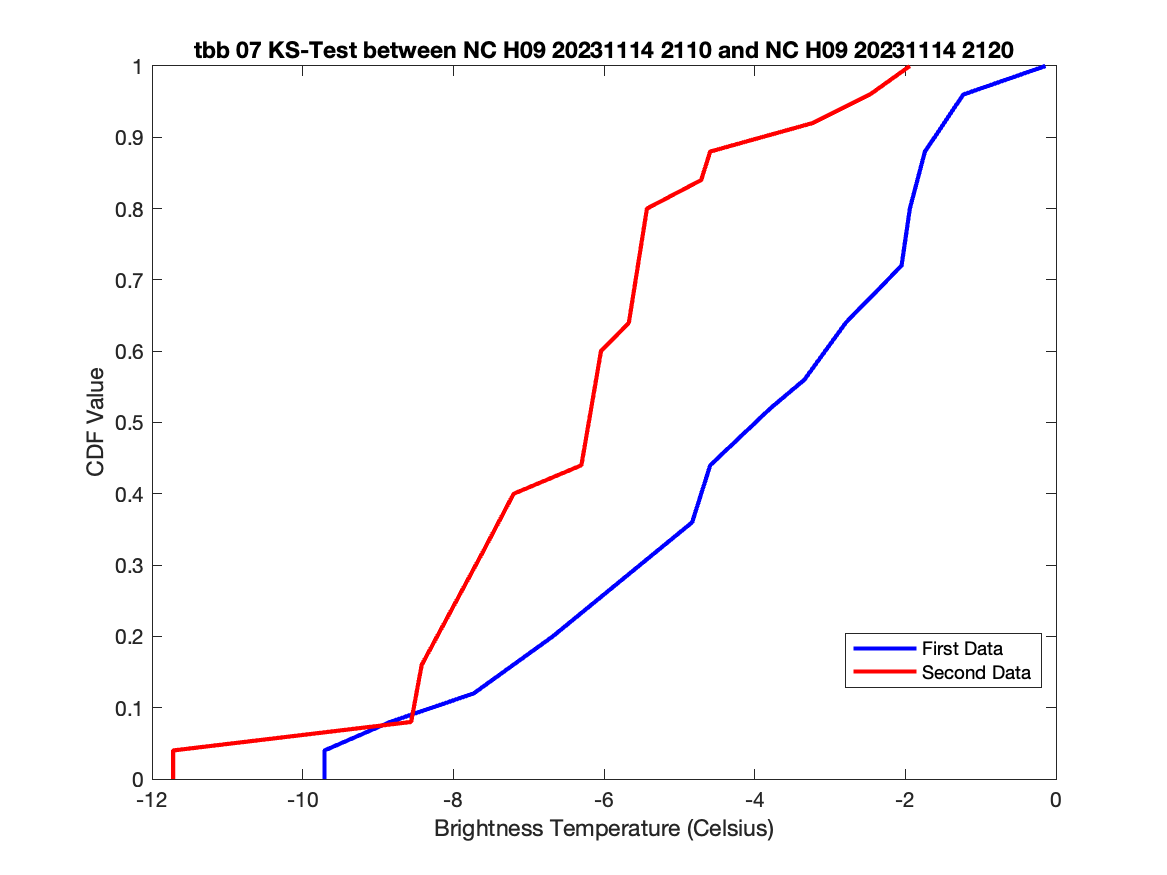 tbb 07 KS-Test between NC H09 20231114 2110 and NC H09 20231114 2120
1
0.9
0.8
0.7
0.6
0.5
0.4
0.3
0.2
0.1
0
CDF Value
First Data
Second Data
-12 -10 -8 -6 -4 -2 0
Brightness Temperature (Celsius)